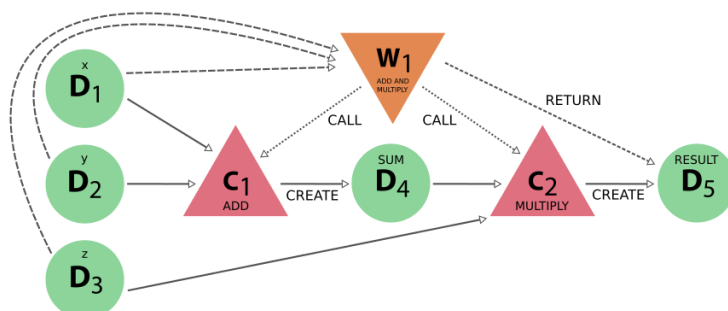 x
D1
y
D2
z
D3
W1
ADD AND
MULTIPLY
CALL
CALL
RETURN
C1
ADD
CREATE
SUM
D4
C2
MULTIPLY
CREATE
RESULT
D5